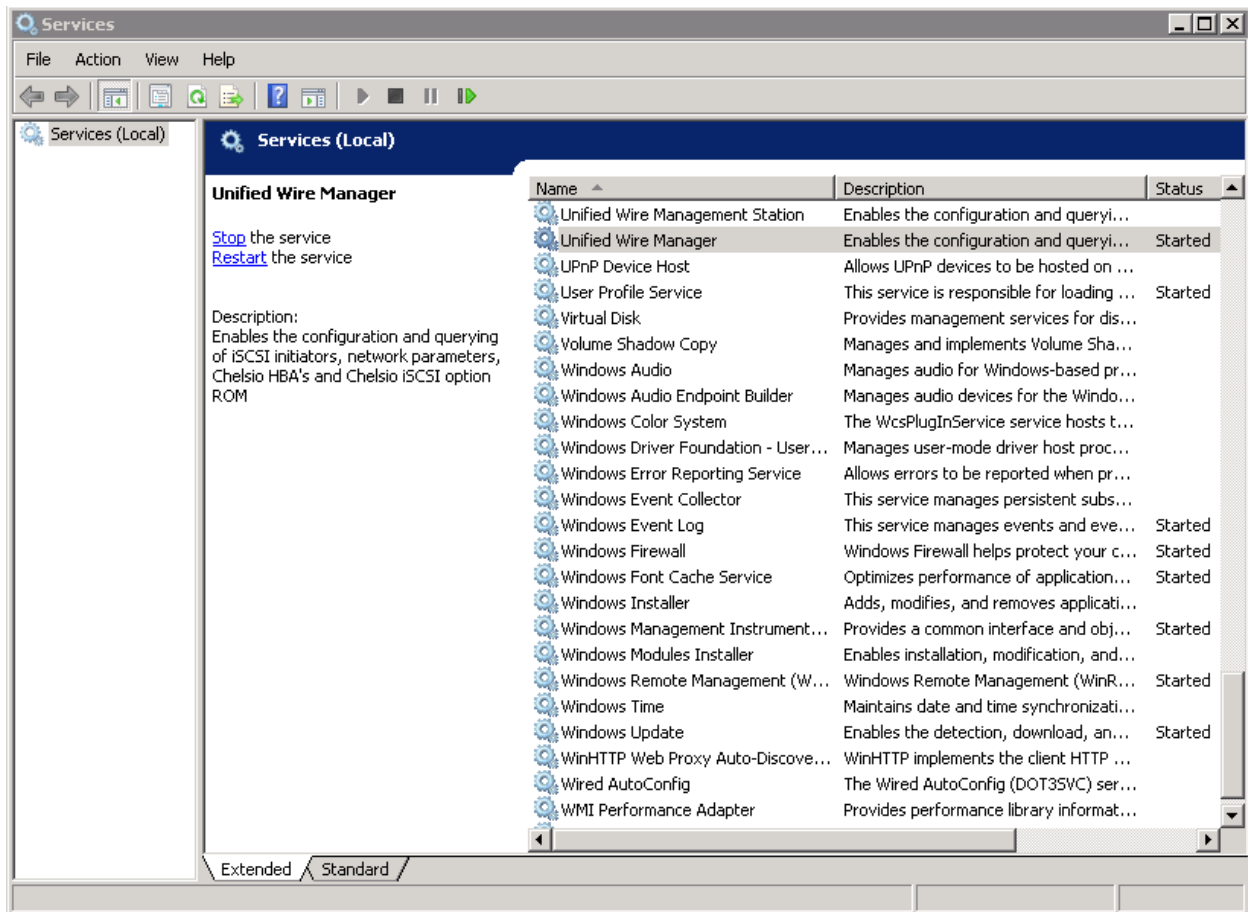 Services
File Action View Help
Services (Local)
Services (Local)
Unified Wire Manager
Stop the service
Restart the service
Description:
Enables the configuration and querying
of iSCSI initiators, network parameters,
Chelsio HBA's and Chelsio iSCSI option
ROM
Name Description Status
Unified Wire Management Station Enables the configuration and queryi...
Unified Wire Manager Enables the configuration and queryi... Started
UPnP Device Host Allows UPnP devices to be hosted on ...
User Profile Service This service is responsible for loading ... Started
Virtual Disk Provides management services for dis...
Volume Shadow Copy Manages and implements Volume Sha...
Windows Audio Manages audio for Windows-based pr...
Windows Audio Endpoint Builder Manages audio devices for the Windo...
Windows Color System The WcsPlugInService service hosts t...
Windows Driver Foundation - User... Manages user-mode driver host proc...
Windows Error Reporting Service Allows errors to be reported when pr...
Windows Event Collector This service manages persistent subs...
Windows Event Log This service manages events and eve... Started
Windows Firewall Windows Firewall helps protect your c... Started
Windows Font Cache Service Optimizes performance of application... Started
Windows Installer Adds, modifies, and removes applicati...
Windows Management Instrument... Provides a common interface and obj... Started
Windows Modules Installer Enables installation, modification, and...
Windows Remote Management (W... Windows Remote Management (WinR... Started
Windows Time Maintains date and time synchronizati...
Windows Update Enables the detection, download, an... Started
WinHTTP Web Proxy Auto-Discove... WinHTTP implements the client HTTP ...
Wired AutoConfig The Wired AutoConfig (DOT3SVC) ser...
WMI Performance Adapter Provides performance library informat...
Extended Standard